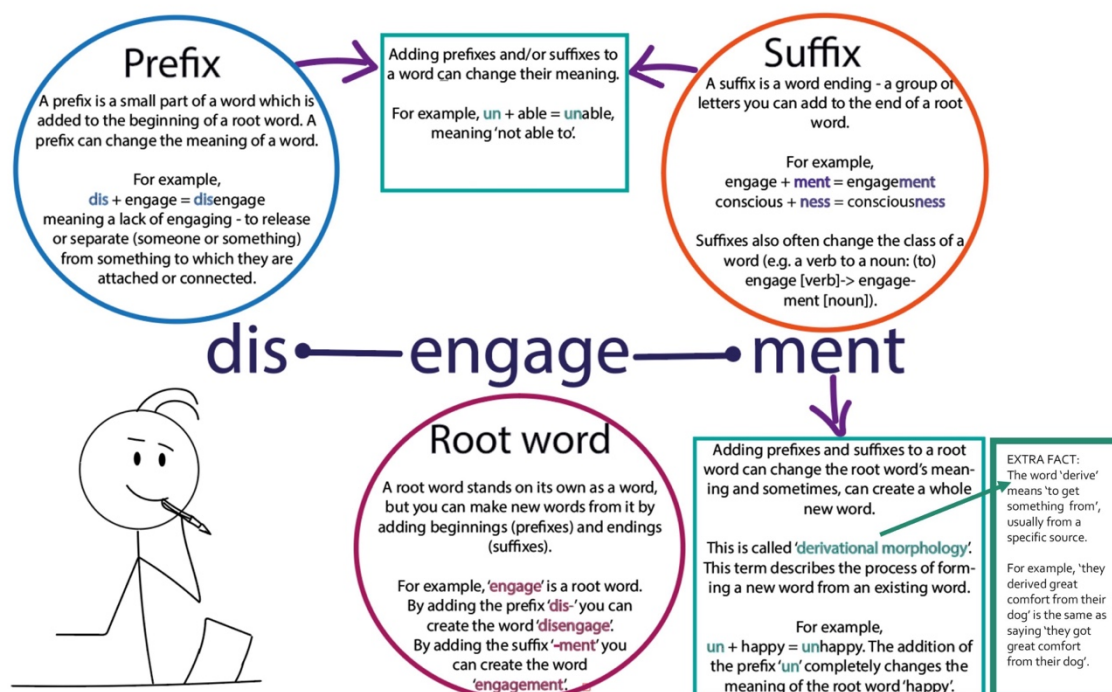 Prefix
A prefix is a small part of a word which is
added to the beginning of a root word. A
prefix can change the meaning of a word.
For example,
dis + engage = disengage
meaning a lack of engaging - to release
or separate (someone or something)
from something to which they are
attached or connected.
Adding prefixes and/or suffixes to
a word can change their meaning.
For example, un + able = unable,
meaning ‘not able to’.
Suffix
A suffix is a word ending - a group of
letters you can add to the end of a root
word.
For example,
engage + ment = engagement
conscious + ness = consciousness
Suffixes also often change the class of a
word (e.g. a verb to a noun: (to)
engage [verb]-> engage-
ment [noun]).
dis engage ment
Root word
A root word stands on its own as a word,
but you can make new words from it by
adding beginnings (prefixes) and endings
(suffixes).
For example, ‘engage’ is a root word.
By adding the prefix ‘dis-’ you can
create the word ‘disengage’.
By adding the suffix ‘-ment’ you
can create the word
‘engagement’.
Adding prefixes and suffixes to a root
word can change the root word’s mean-
ing and sometimes, can create a whole
new word.
This is called ‘derivational morphology’.
This term describes the process of form-
ing a new word from an existing word.
For example,
un + happy = unhappy. The addition of
the prefix ‘un’ completely changes the
meaning of the root word ‘happy’.
EXTRA FACT:
The word ‘derive’
means ‘to get
something from’,
usually from a
specific source.
For example, ‘they
derived great
comfort from their
dog’ is the same as
saying ‘they got
great comfort
from their dog’.